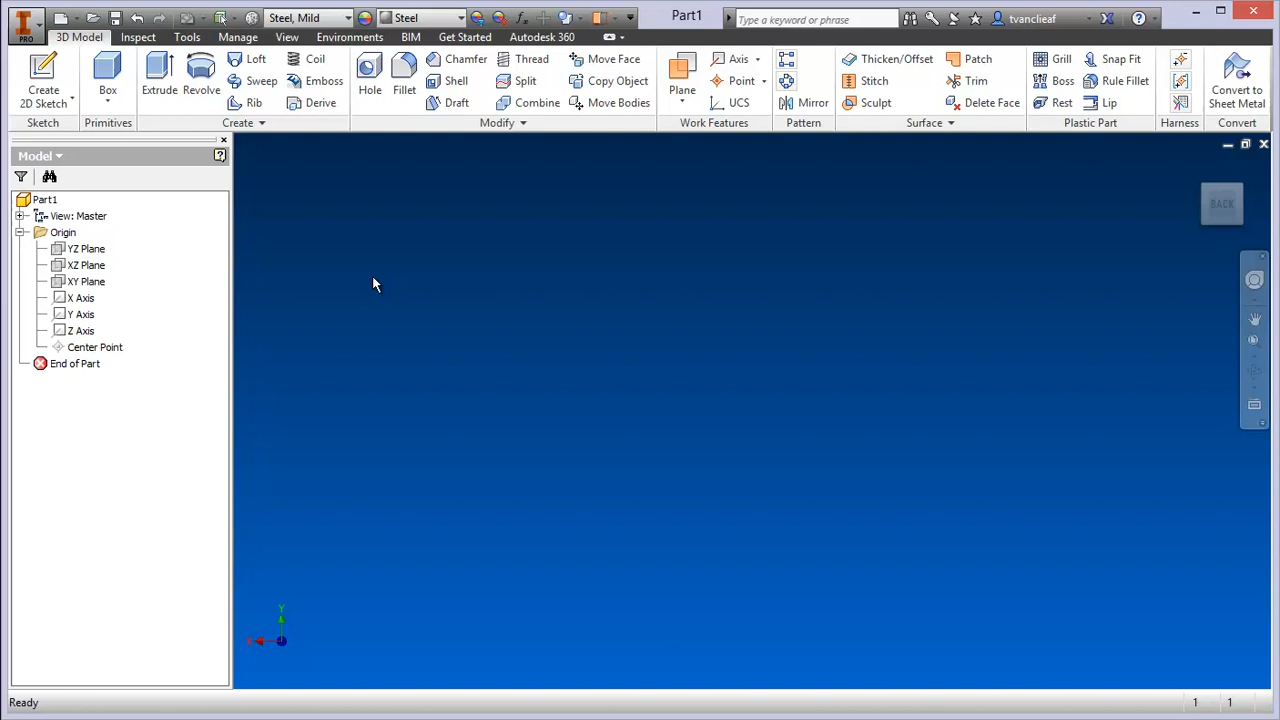 Steel, Mild Steel fx Part1 Type a keyword or phrase tvanclieaf
PRO 3D Model Inspect Tools Manage View Environments BIM Get Started Autodesk 360
Create 2D Sketch
Sketch
Box
Primitives
Extrude Revolve Loft Coil
Sweep Emboss
Rib Derive
Create
Hole Fillet Chamfer Thread Move Face
Shell Split Copy Object
Draft Combine Move Bodies
Modify
Plane Axis
Point
UCS
Work Features
Mirror
Pattern
Thicken/Offset Patch
Stitch Trim
Sculpt Delete Face
Surface
Grill Snap Fit
Boss Rule Fillet
Rest Lip
Plastic Part
Harness
Convert to Sheet Metal
Convert
Model
Part1
View: Master
Origin
YZ Plane
XZ Plane
XY Plane
X Axis
Y Axis
Z Axis
Center Point
End of Part
BACK
Y
X
Ready 1 1